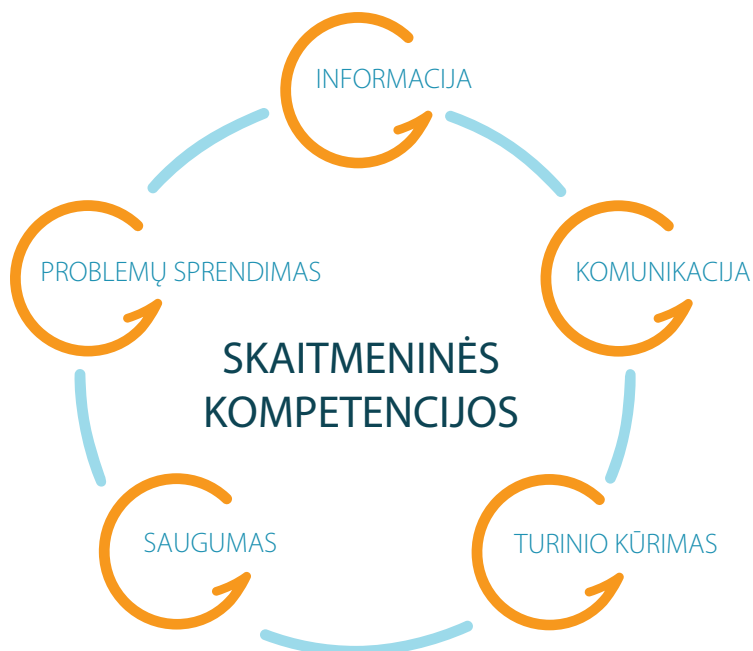 INFORMACIJA
PROBLEMŲ SPRENDIMAS
KOMUNIKACIJA
SKAITMENINĖS
KOMPETENCIJOS
SAUGUMAS
TURINIO KŪRIMAS